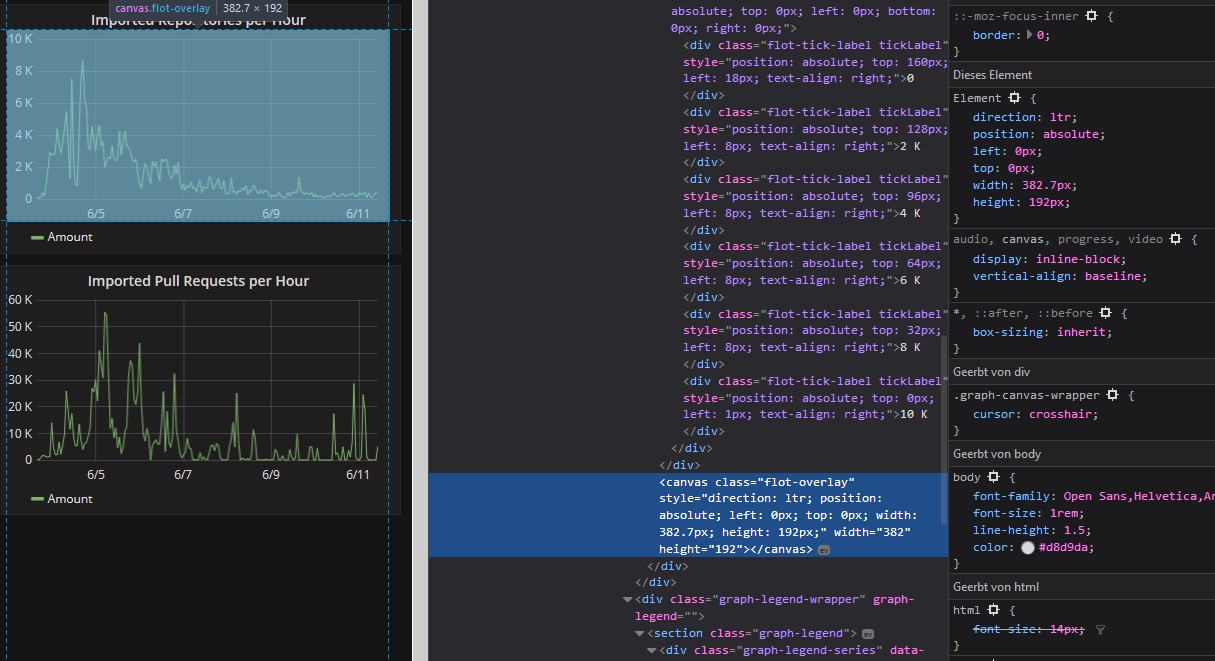 canvas.flot-overlay | 382.7 × 192
Imported Repositories per Hour
10 K
8 K
6 K
4 K
2 K
0
6/5 6/7 6/9 6/11
Amount
Imported Pull Requests per Hour
60 K
50 K
40 K
30 K
20 K
10 K
0
6/5 6/7 6/9 6/11
Amount
absolute; top: 0px; left: 0px; bottom:
0px; right: 0px;">
<div class="flot-tick-label tickLabel"
style="position: absolute; top: 160px;
left: 18px; text-align: right;">0
</div>
<div class="flot-tick-label tickLabel"
style="position: absolute; top: 128px;
left: 8px; text-align: right;">2 K
</div>
<div class="flot-tick-label tickLabel"
style="position: absolute; top: 96px;
left: 8px; text-align: right;">4 K
</div>
<div class="flot-tick-label tickLabel"
style="position: absolute; top: 64px;
left: 8px; text-align: right;">6 K
</div>
<div class="flot-tick-label tickLabel"
style="position: absolute; top: 32px;
left: 8px; text-align: right;">8 K
</div>
<div class="flot-tick-label tickLabel"
style="position: absolute; top: 0px;
left: 1px; text-align: right;">10 K
</div>
</div>
</div>
<canvas class="flot-overlay"
style="direction: ltr; position:
absolute; left: 0px; top: 0px; width:
382.7px; height: 192px;" width="382"
height="192"></canvas> ev
</div>
</div>
<div class="graph-legend-wrapper" graph-
legend="">
<section class="graph-legend"> ev
<div class="graph-legend-series" data-
::-moz-focus-inner {
border: 0;
}
Dieses Element
Element {
direction: ltr;
position: absolute;
left: 0px;
top: 0px;
width: 382.7px;
height: 192px;
}
audio, canvas, progress, video {
display: inline-block;
vertical-align: baseline;
}
*, ::after, ::before {
box-sizing: inherit;
}
Geerbt von div
.graph-canvas-wrapper {
cursor: crosshair;
}
Geerbt von body
body {
font-family: Open Sans,Helvetica,Ar
font-size: 1rem;
line-height: 1.5;
color: #d8d9da;
}
Geerbt von html
html {
font-size: 14px;
}